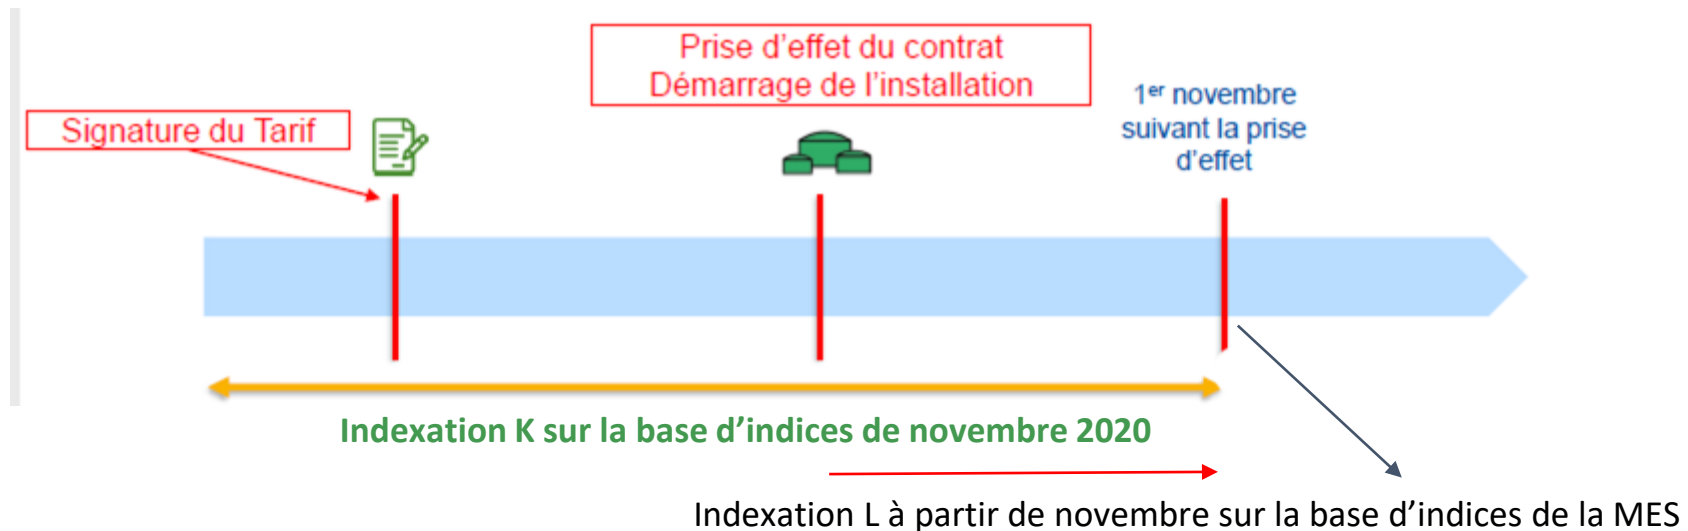 Prise d'effet du contrat
Démarrage de l'installation
1er novembre
suivant la prise
d'effet
Signature du Tarif
Indexation K sur la base d'indices de novembre 2020
Indexation L à partir de novembre sur la base d'indices de la MES